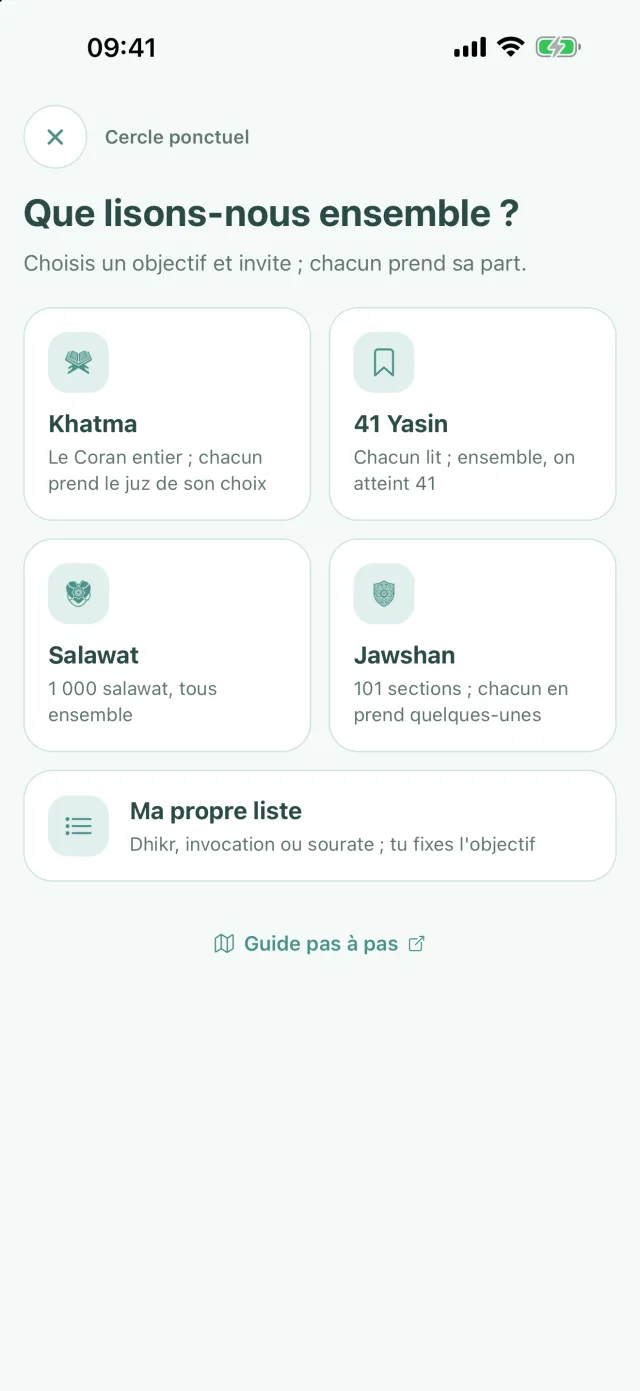 09:41
Cercle ponctuel
Que lisons-nous ensemble ?
Choisis un objectif et invite ; chacun prend sa part.
Khatma
Le Coran entier ; chacun
prend le juz de son choix
41 Yasin
Chacun lit ; ensemble, on
atteint 41
Salawat
1 000 salawat, tous
ensemble
Jawshan
101 sections ; chacun en
prend quelques-unes
Ma propre liste
Dhikr, invocation ou sourate ; tu fixes l'objectif
Guide pas à pas